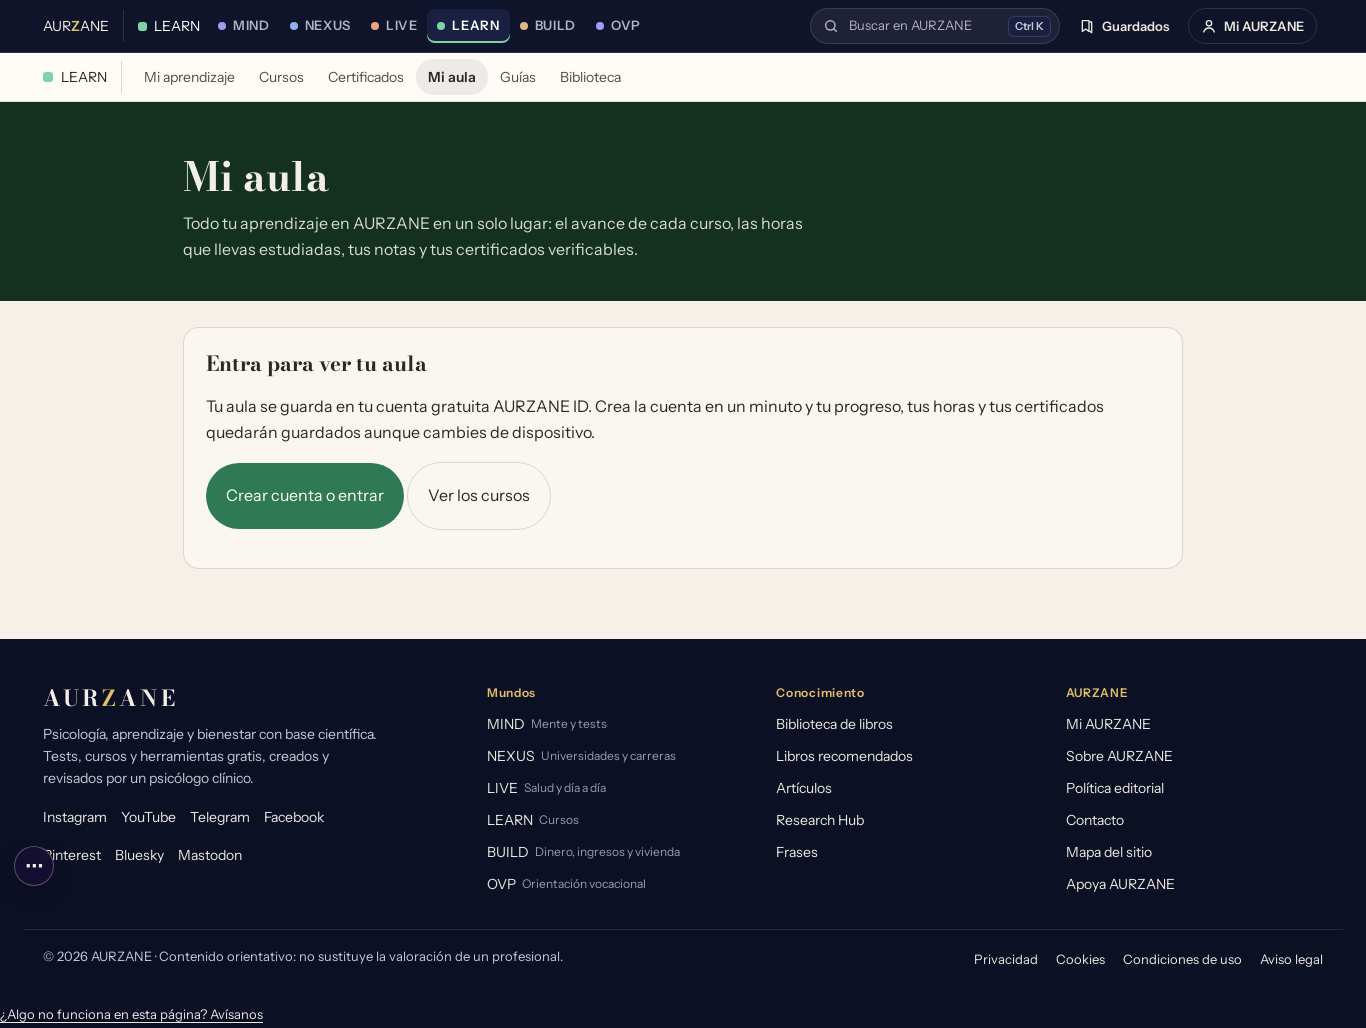 AURZANE LEARN MIND NEXUS LIVE LEARN BUILD OVP Buscar en AURZANE Ctrl K Guardados Mi AURZANE
LEARN Mi aprendizaje Cursos Certificados Mi aula Guías Biblioteca
Mi aula
Todo tu aprendizaje en AURZANE en un solo lugar: el avance de cada curso, las horas
que llevas estudiadas, tus notas y tus certificados verificables.
Entra para ver tu aula
Tu aula se guarda en tu cuenta gratuita AURZANE ID. Crea la cuenta en un minuto y tu progreso, tus horas y tus certificados
quedarán guardados aunque cambies de dispositivo.
Crear cuenta o entrar Ver los cursos
AURZANE
Psicología, aprendizaje y bienestar con base científica.
Tests, cursos y herramientas gratis, creados y
revisados por un psicólogo clínico.
Instagram YouTube Telegram Facebook
Pinterest Bluesky Mastodon
Mundos
MIND Mente y tests
NEXUS Universidades y carreras
LIVE Salud y día a día
LEARN Cursos
BUILD Dinero, ingresos y vivienda
OVP Orientación vocacional
Conocimiento
Biblioteca de libros
Libros recomendados
Artículos
Research Hub
Frases
AURZANE
Mi AURZANE
Sobre AURZANE
Política editorial
Contacto
Mapa del sitio
Apoya AURZANE
© 2026 AURZANE · Contenido orientativo: no sustituye la valoración de un profesional.
Privacidad Cookies Condiciones de uso Aviso legal
¿Algo no funciona en esta página? Avísanos